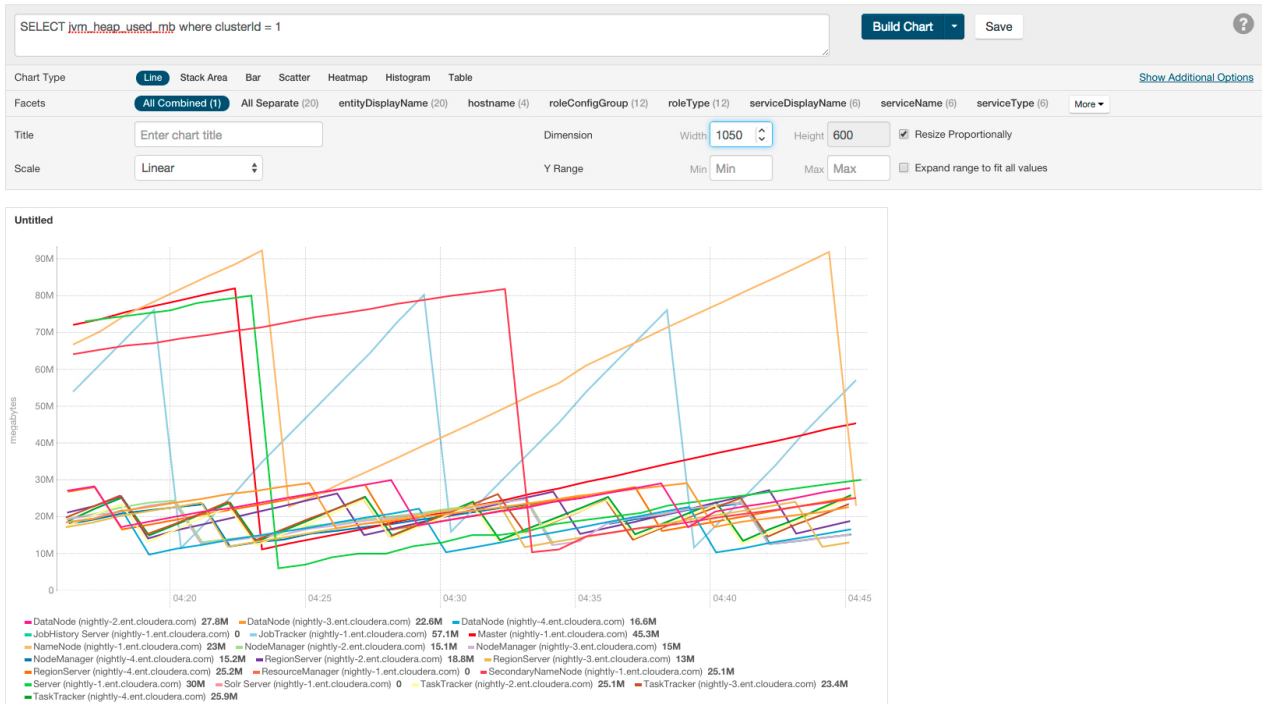 SELECT jvm_heap_used_mb where clusterId = 1
Build Chart Save ?
Chart Type Line Stack Area Bar Scatter Heatmap Histogram Table Show Additional Options
Facets All Combined (1) All Separate (20) entityDisplayName (20) hostname (4) roleConfigGroup (12) roleType (12) serviceDisplayName (6) serviceName (6) serviceType (6) More
Title Enter chart title Dimension Width 1050 Height 600 Resize Proportionally
Scale Linear Y Range Min Min Max Max Expand range to fit all values
Untitled
90M
80M
70M
60M
50M
megabytes
40M
30M
20M
10M
0
04:20 04:25 04:30 04:35 04:40 04:45
DataNode (nightly-2.ent.cloudera.com) 27.8M DataNode (nightly-3.ent.cloudera.com) 22.6M DataNode (nightly-4.ent.cloudera.com) 16.6M
JobHistory Server (nightly-1.ent.cloudera.com) 0 JobTracker (nightly-1.ent.cloudera.com) 57.1M Master (nightly-1.ent.cloudera.com) 45.3M
NameNode (nightly-1.ent.cloudera.com) 23M NodeManager (nightly-2.ent.cloudera.com) 15.1M NodeManager (nightly-3.ent.cloudera.com) 15M
NodeManager (nightly-4.ent.cloudera.com) 15.2M RegionServer (nightly-2.ent.cloudera.com) 18.8M RegionServer (nightly-3.ent.cloudera.com) 13M
RegionServer (nightly-4.ent.cloudera.com) 25.2M ResourceManager (nightly-1.ent.cloudera.com) 0 SecondaryNameNode (nightly-1.ent.cloudera.com) 25.1M
Server (nightly-1.ent.cloudera.com) 30M Solr Server (nightly-1.ent.cloudera.com) 0 TaskTracker (nightly-2.ent.cloudera.com) 25.1M TaskTracker (nightly-3.ent.cloudera.com) 23.4M
TaskTracker (nightly-4.ent.cloudera.com) 25.9M